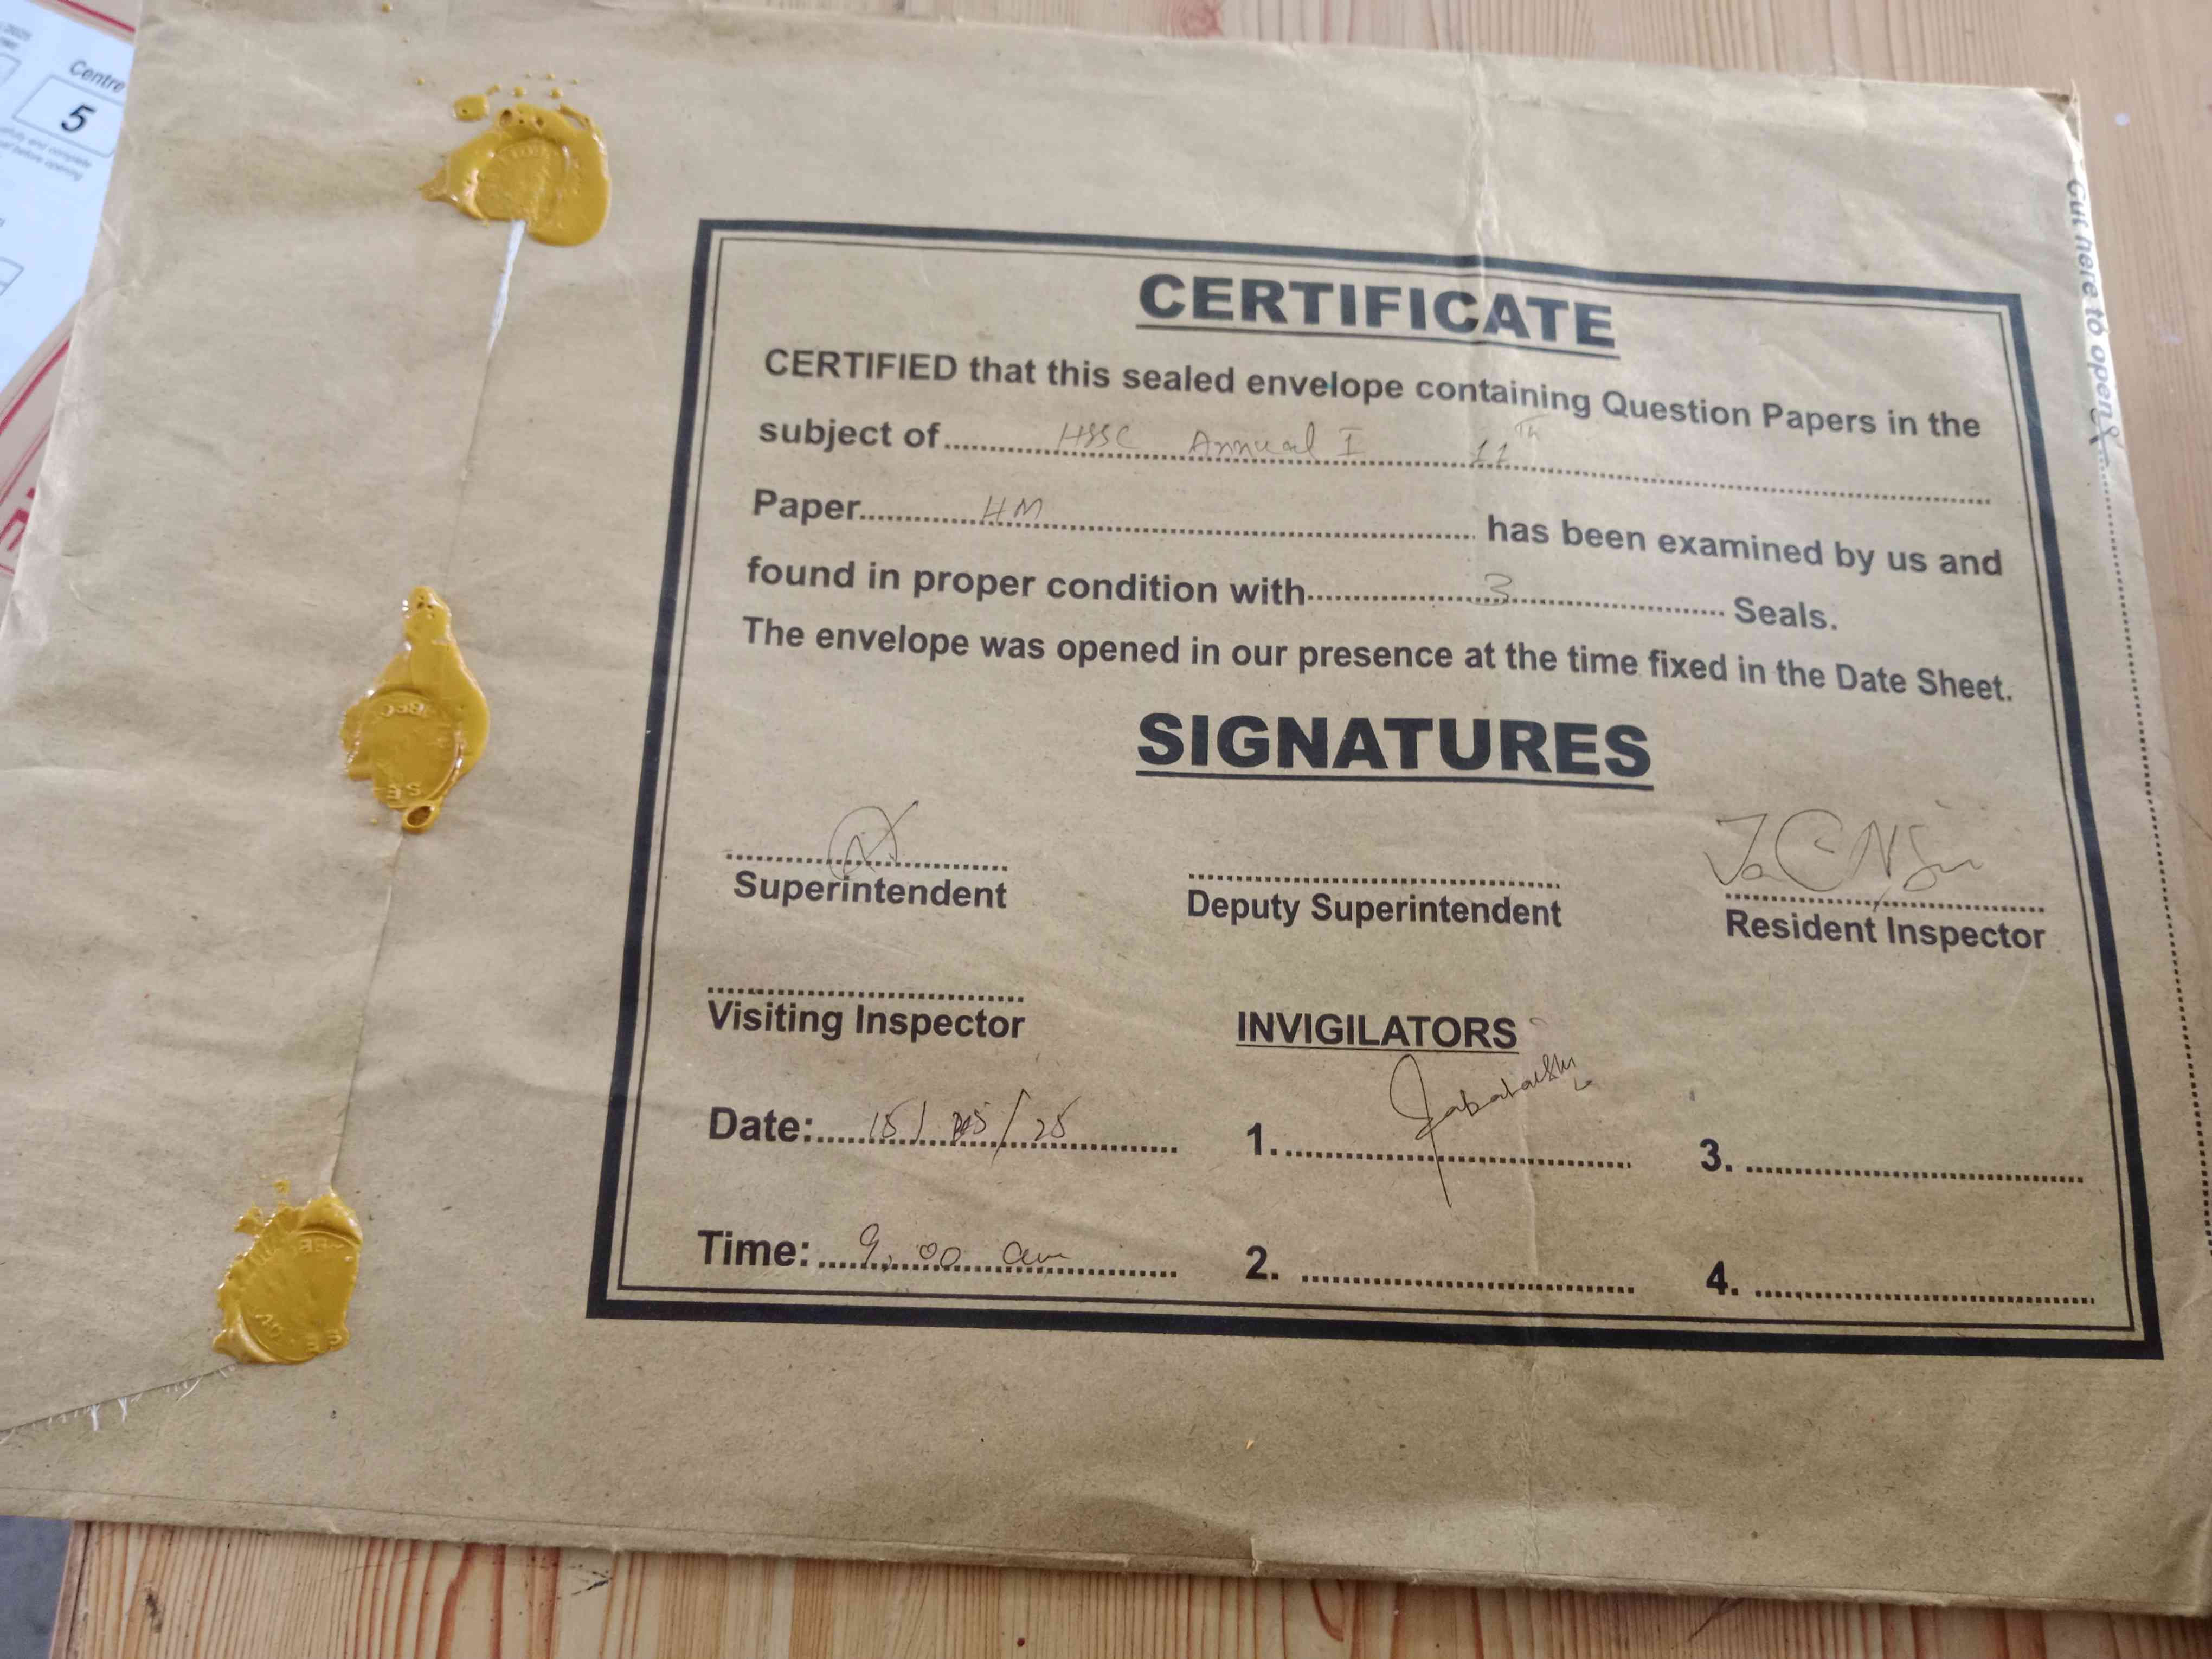 Centre
5
Cut here to open
CERTIFICATE
CERTIFIED that this sealed envelope containing Question Papers in the
subject of HSSC Annual I 11Th
Paper HM has been examined by us and
found in proper condition with 3 Seals.
The envelope was opened in our presence at the time fixed in the Date Sheet.
SIGNATURES
Superintendent
Deputy Superintendent
Resident Inspector
Visiting Inspector
INVIGILATORS
Date: 15/05/25
1.
3.
Time: 9:00 am
2.
4.